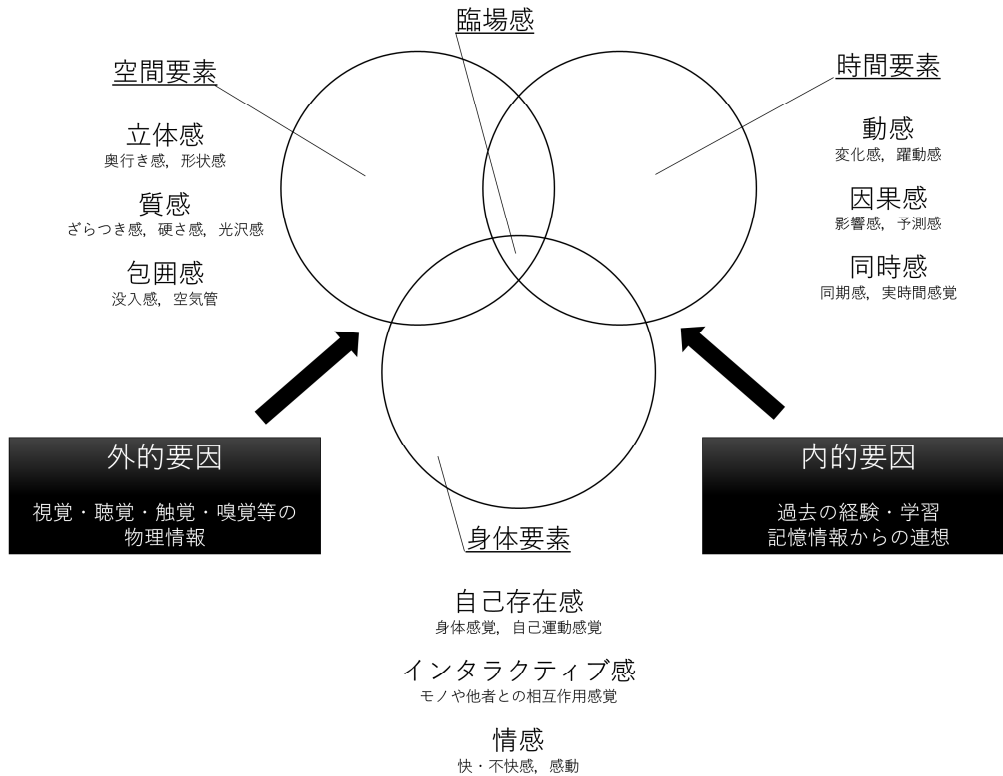 臨場感
空間要素
立体感
奥行き感, 形状感
質感
ざらつき感, 硬さ感, 光沢感
包囲感
没入感, 空気管
時間要素
動感
変化感, 躍動感
因果感
影響感, 予測感
同時感
同期感, 実時間感覚
外的要因
視覚・聴覚・触覚・嗅覚等の
物理情報
内的要因
過去の経験・学習
記憶情報からの連想
身体要素
自己存在感
身体感覚, 自己運動感覚
インタラクティブ感
モノや他者との相互作用感覚
情感
快・不快感, 感動